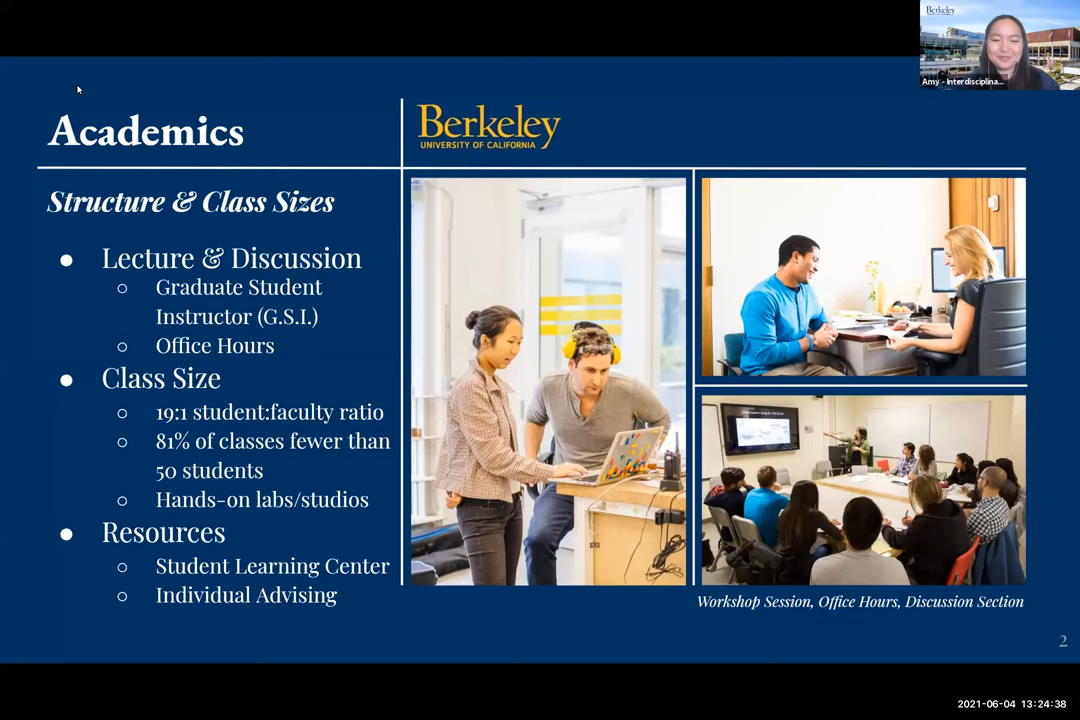 Berkeley
Amy - Interdisciplina...
Academics
Berkeley
UNIVERSITY OF CALIFORNIA
Structure & Class Sizes
● Lecture & Discussion
○ Graduate Student
Instructor (G.S.I.)
○ Office Hours
● Class Size
○ 19:1 student:faculty ratio
○ 81% of classes fewer than
50 students
○ Hands-on labs/studios
● Resources
○ Student Learning Center
○ Individual Advising
Workshop Session, Office Hours, Discussion Section
2
2021-06-04 13:24:38